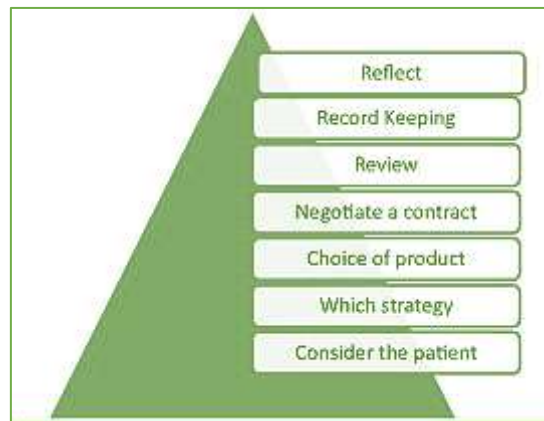 Reflect
Record Keeping
Review
Negotiate a contract
Choice of product
Which strategy
Consider the patient